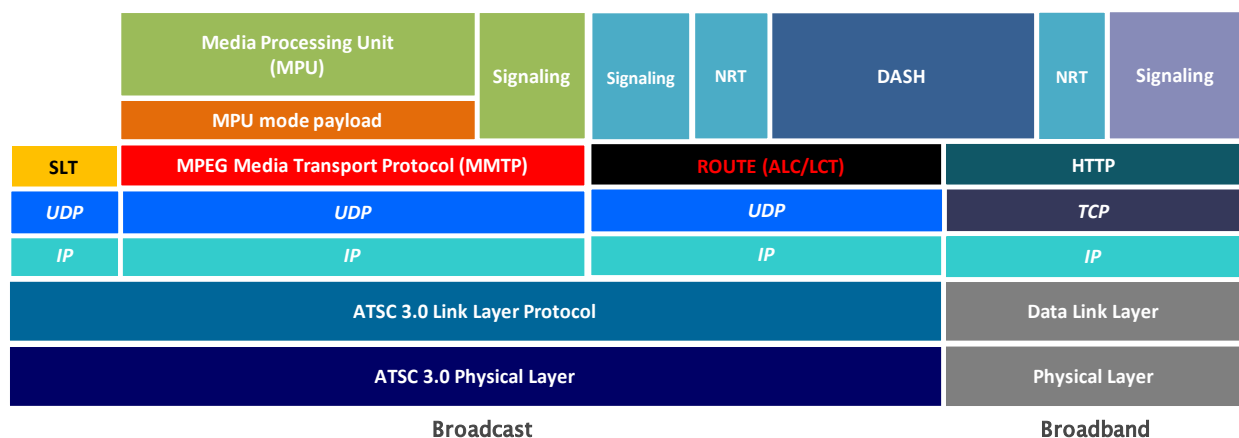 Media Processing Unit
(MPU)
Signaling
Signaling
NRT
DASH
NRT
Signaling
MPU mode payload
SLT
MPEG Media Transport Protocol (MMTP)
ROUTE (ALC/LCT)
HTTP
UDP
UDP
UDP
TCP
IP
IP
IP
IP
ATSC 3.0 Link Layer Protocol
Data Link Layer
ATSC 3.0 Physical Layer
Physical Layer
Broadcast
Broadband